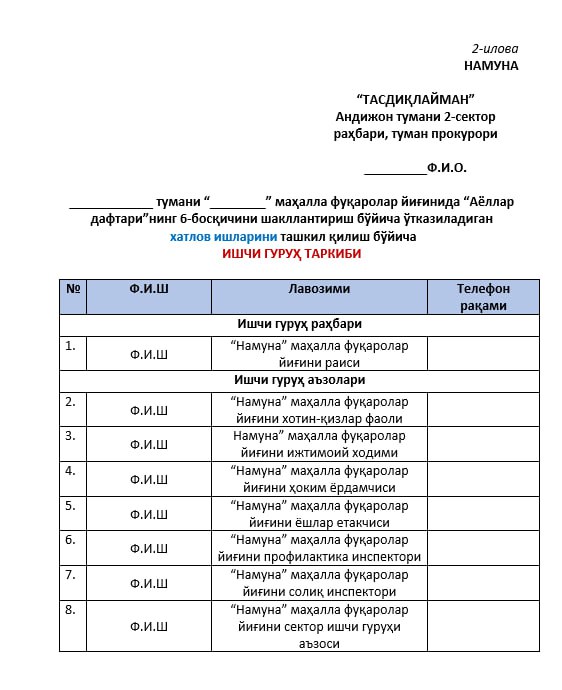 2-илова
НАМУНА
“ТАСДИҚЛАЙМАН”
Андижон тумани 2-сектор
раҳбари, туман прокурори
_________Ф.И.О.
____________ тумани “________” маҳалла фуқаролар йиғинида “Аёллар
дафтари”нинг 6-босқичини шакллантириш бўйича ўтказиладиган
хатлов ишларини ташкил қилиш бўйича
ИШЧИ ГУРУҲ ТАРКИБИ
№ Ф.И.Ш Лавозими Телефон
рақами
Ишчи гуруҳ раҳбари
1. Ф.И.Ш “Намуна” маҳалла фуқаролар
йиғини раиси
Ишчи гуруҳ аъзолари
2. Ф.И.Ш “Намуна” маҳалла фуқаролар
йиғини хотин-қизлар фаоли
3. Ф.И.Ш Намуна” маҳалла фуқаролар
йиғини ижтимоий ходими
4. Ф.И.Ш “Намуна” маҳалла фуқаролар
йиғини ҳоким ёрдамчиси
5. Ф.И.Ш “Намуна” маҳалла фуқаролар
йиғини ёшлар етакчиси
6. Ф.И.Ш “Намуна” маҳалла фуқаролар
йиғини профилактика инспектори
7. Ф.И.Ш “Намуна” маҳалла фуқаролар
йиғини солиқ инспектори
8. Ф.И.Ш “Намуна” маҳалла фуқаролар
йиғини сектор ишчи гуруҳи
аъзоси